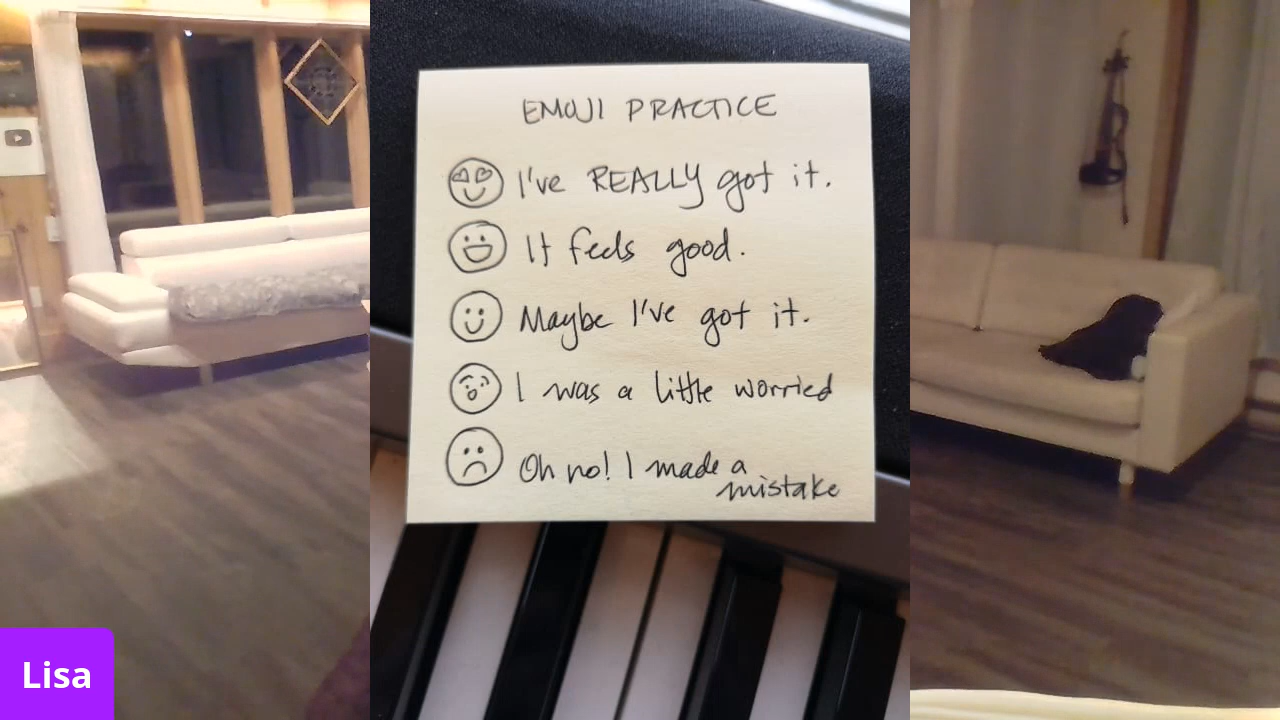 EMOJI PRACTICE
I've REALLY got it.
It feels good.
Maybe I've got it.
I was a little worried
Oh no! I made a
mistake
Lisa